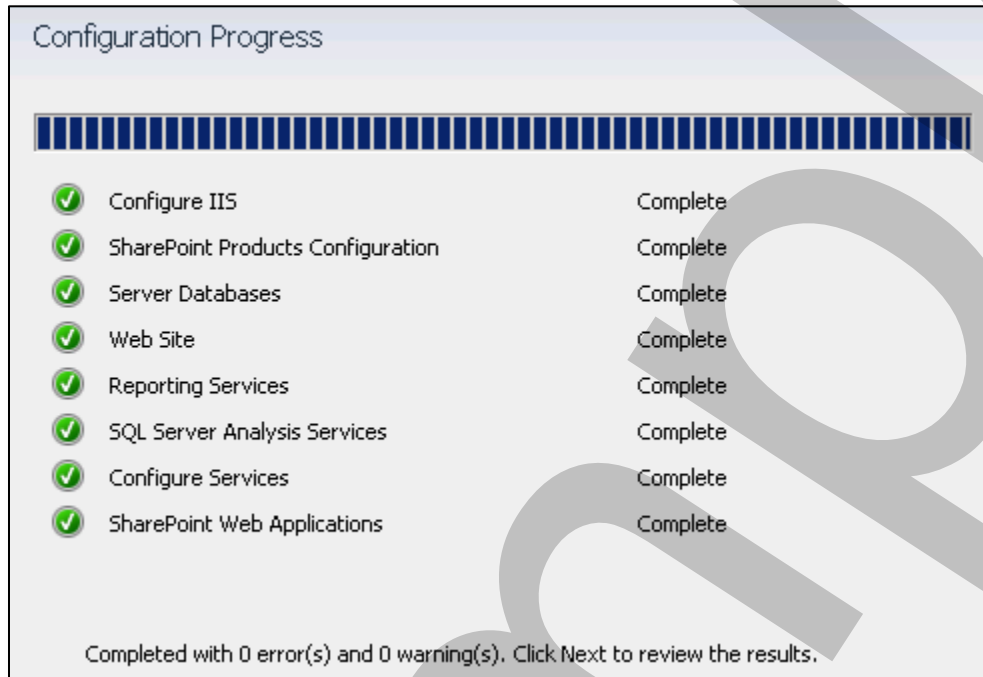 Configuration Progress
Configure IIS Complete
SharePoint Products Configuration Complete
Server Databases Complete
Web Site Complete
Reporting Services Complete
SQL Server Analysis Services Complete
Configure Services Complete
SharePoint Web Applications Complete
Completed with 0 error(s) and 0 warning(s). Click Next to review the results.